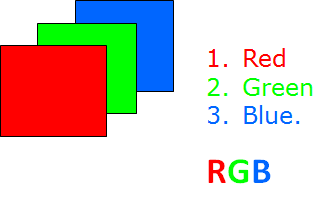 1. Red
2. Green
3. Blue.
RGB